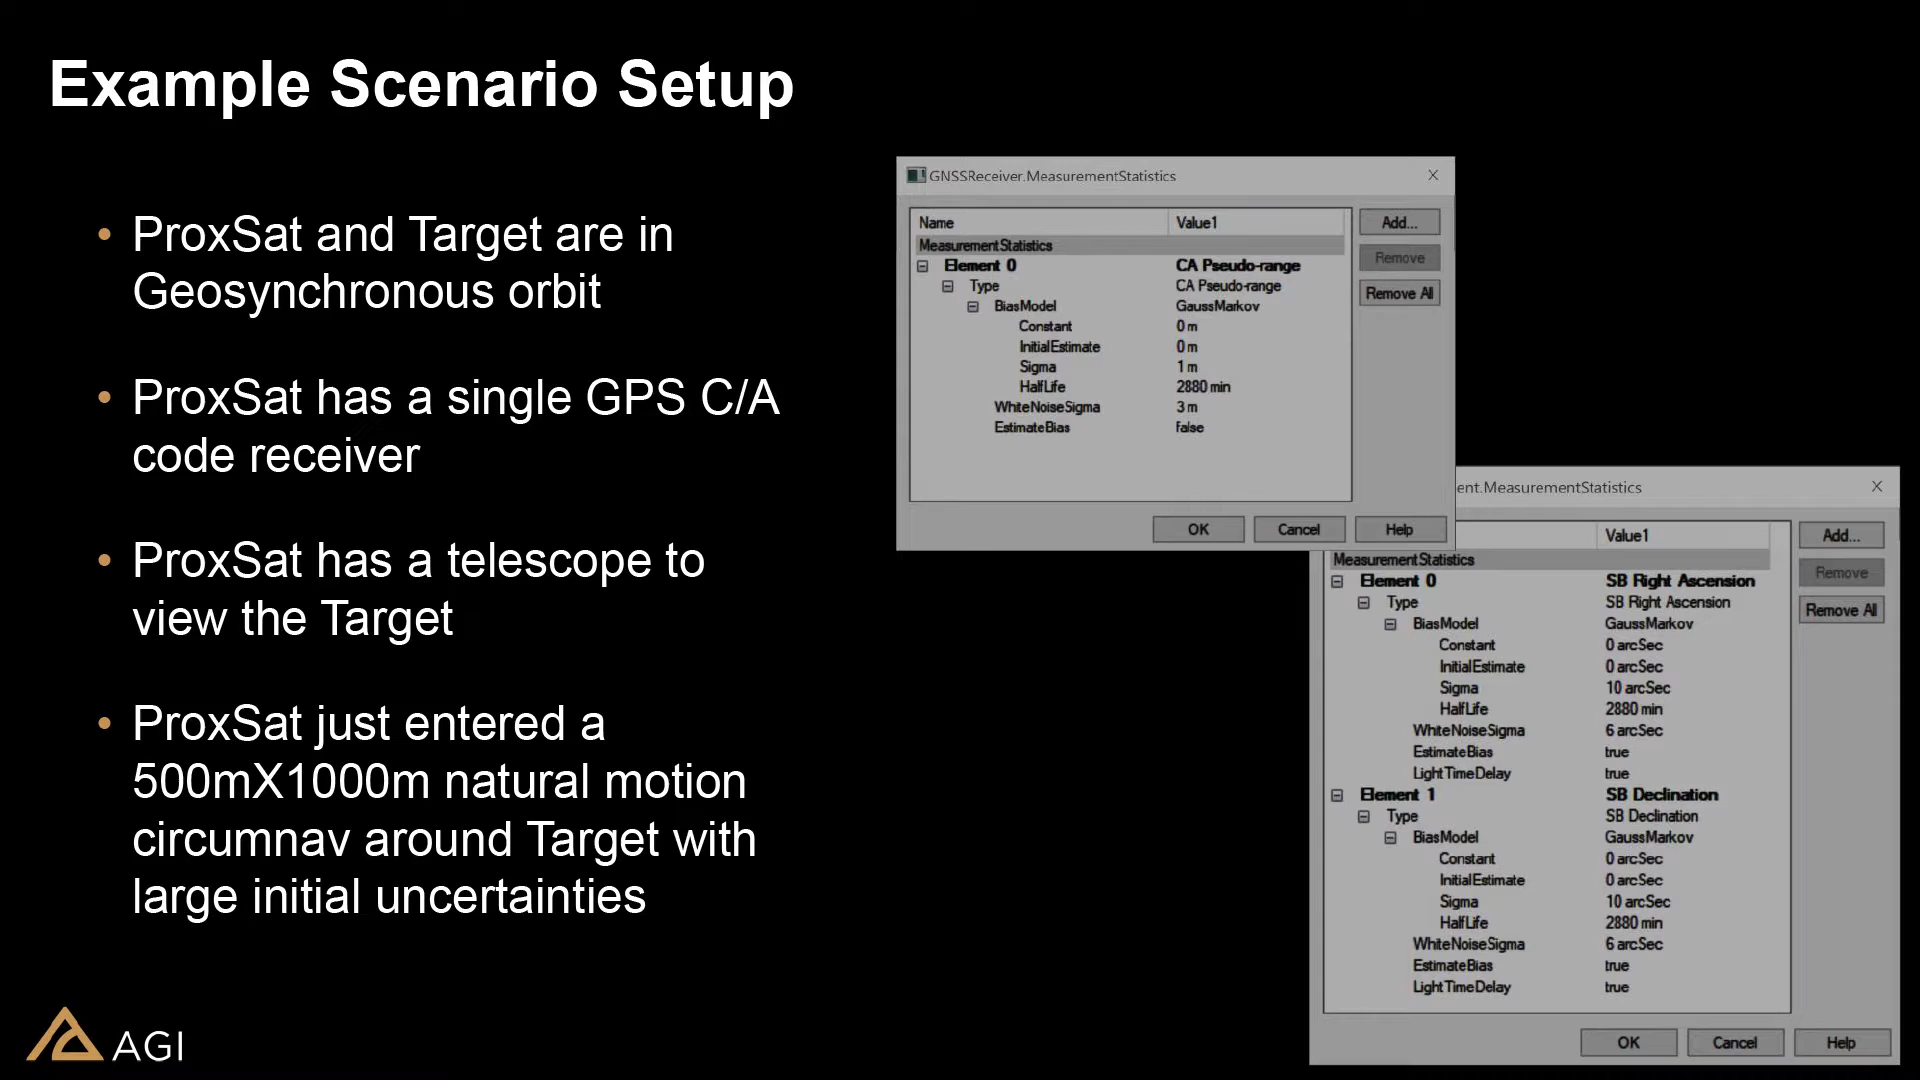 Example Scenario Setup
• ProxSat and Target are in
Geosynchronous orbit
• ProxSat has a single GPS C/A
code receiver
• ProxSat has a telescope to
view the Target
• ProxSat just entered a
500mX1000m natural motion
circumnav around Target with
large initial uncertainties
AGI
GNSSReceiver.MeasurementStatistics
Name Value1
MeasurementStatistics
Element 0 CA Pseudo-range
Type CA Pseudo-range
BiasModel GaussMarkov
Constant 0 m
InitialEstimate 0 m
Sigma 1 m
HalfLife 2880 min
WhiteNoiseSigma 3 m
EstimateBias false
Add...
Remove
Remove All
OK Cancel Help
ent.MeasurementStatistics
Value1
MeasurementStatistics
Element 0 SB Right Ascension
Type SB Right Ascension
BiasModel GaussMarkov
Constant 0 arcSec
InitialEstimate 0 arcSec
Sigma 10 arcSec
HalfLife 2880 min
WhiteNoiseSigma 6 arcSec
EstimateBias true
LightTimeDelay true
Element 1 SB Declination
Type SB Declination
BiasModel GaussMarkov
Constant 0 arcSec
InitialEstimate 0 arcSec
Sigma 10 arcSec
HalfLife 2880 min
WhiteNoiseSigma 6 arcSec
EstimateBias true
LightTimeDelay true
Add...
Remove
Remove All
OK Cancel Help